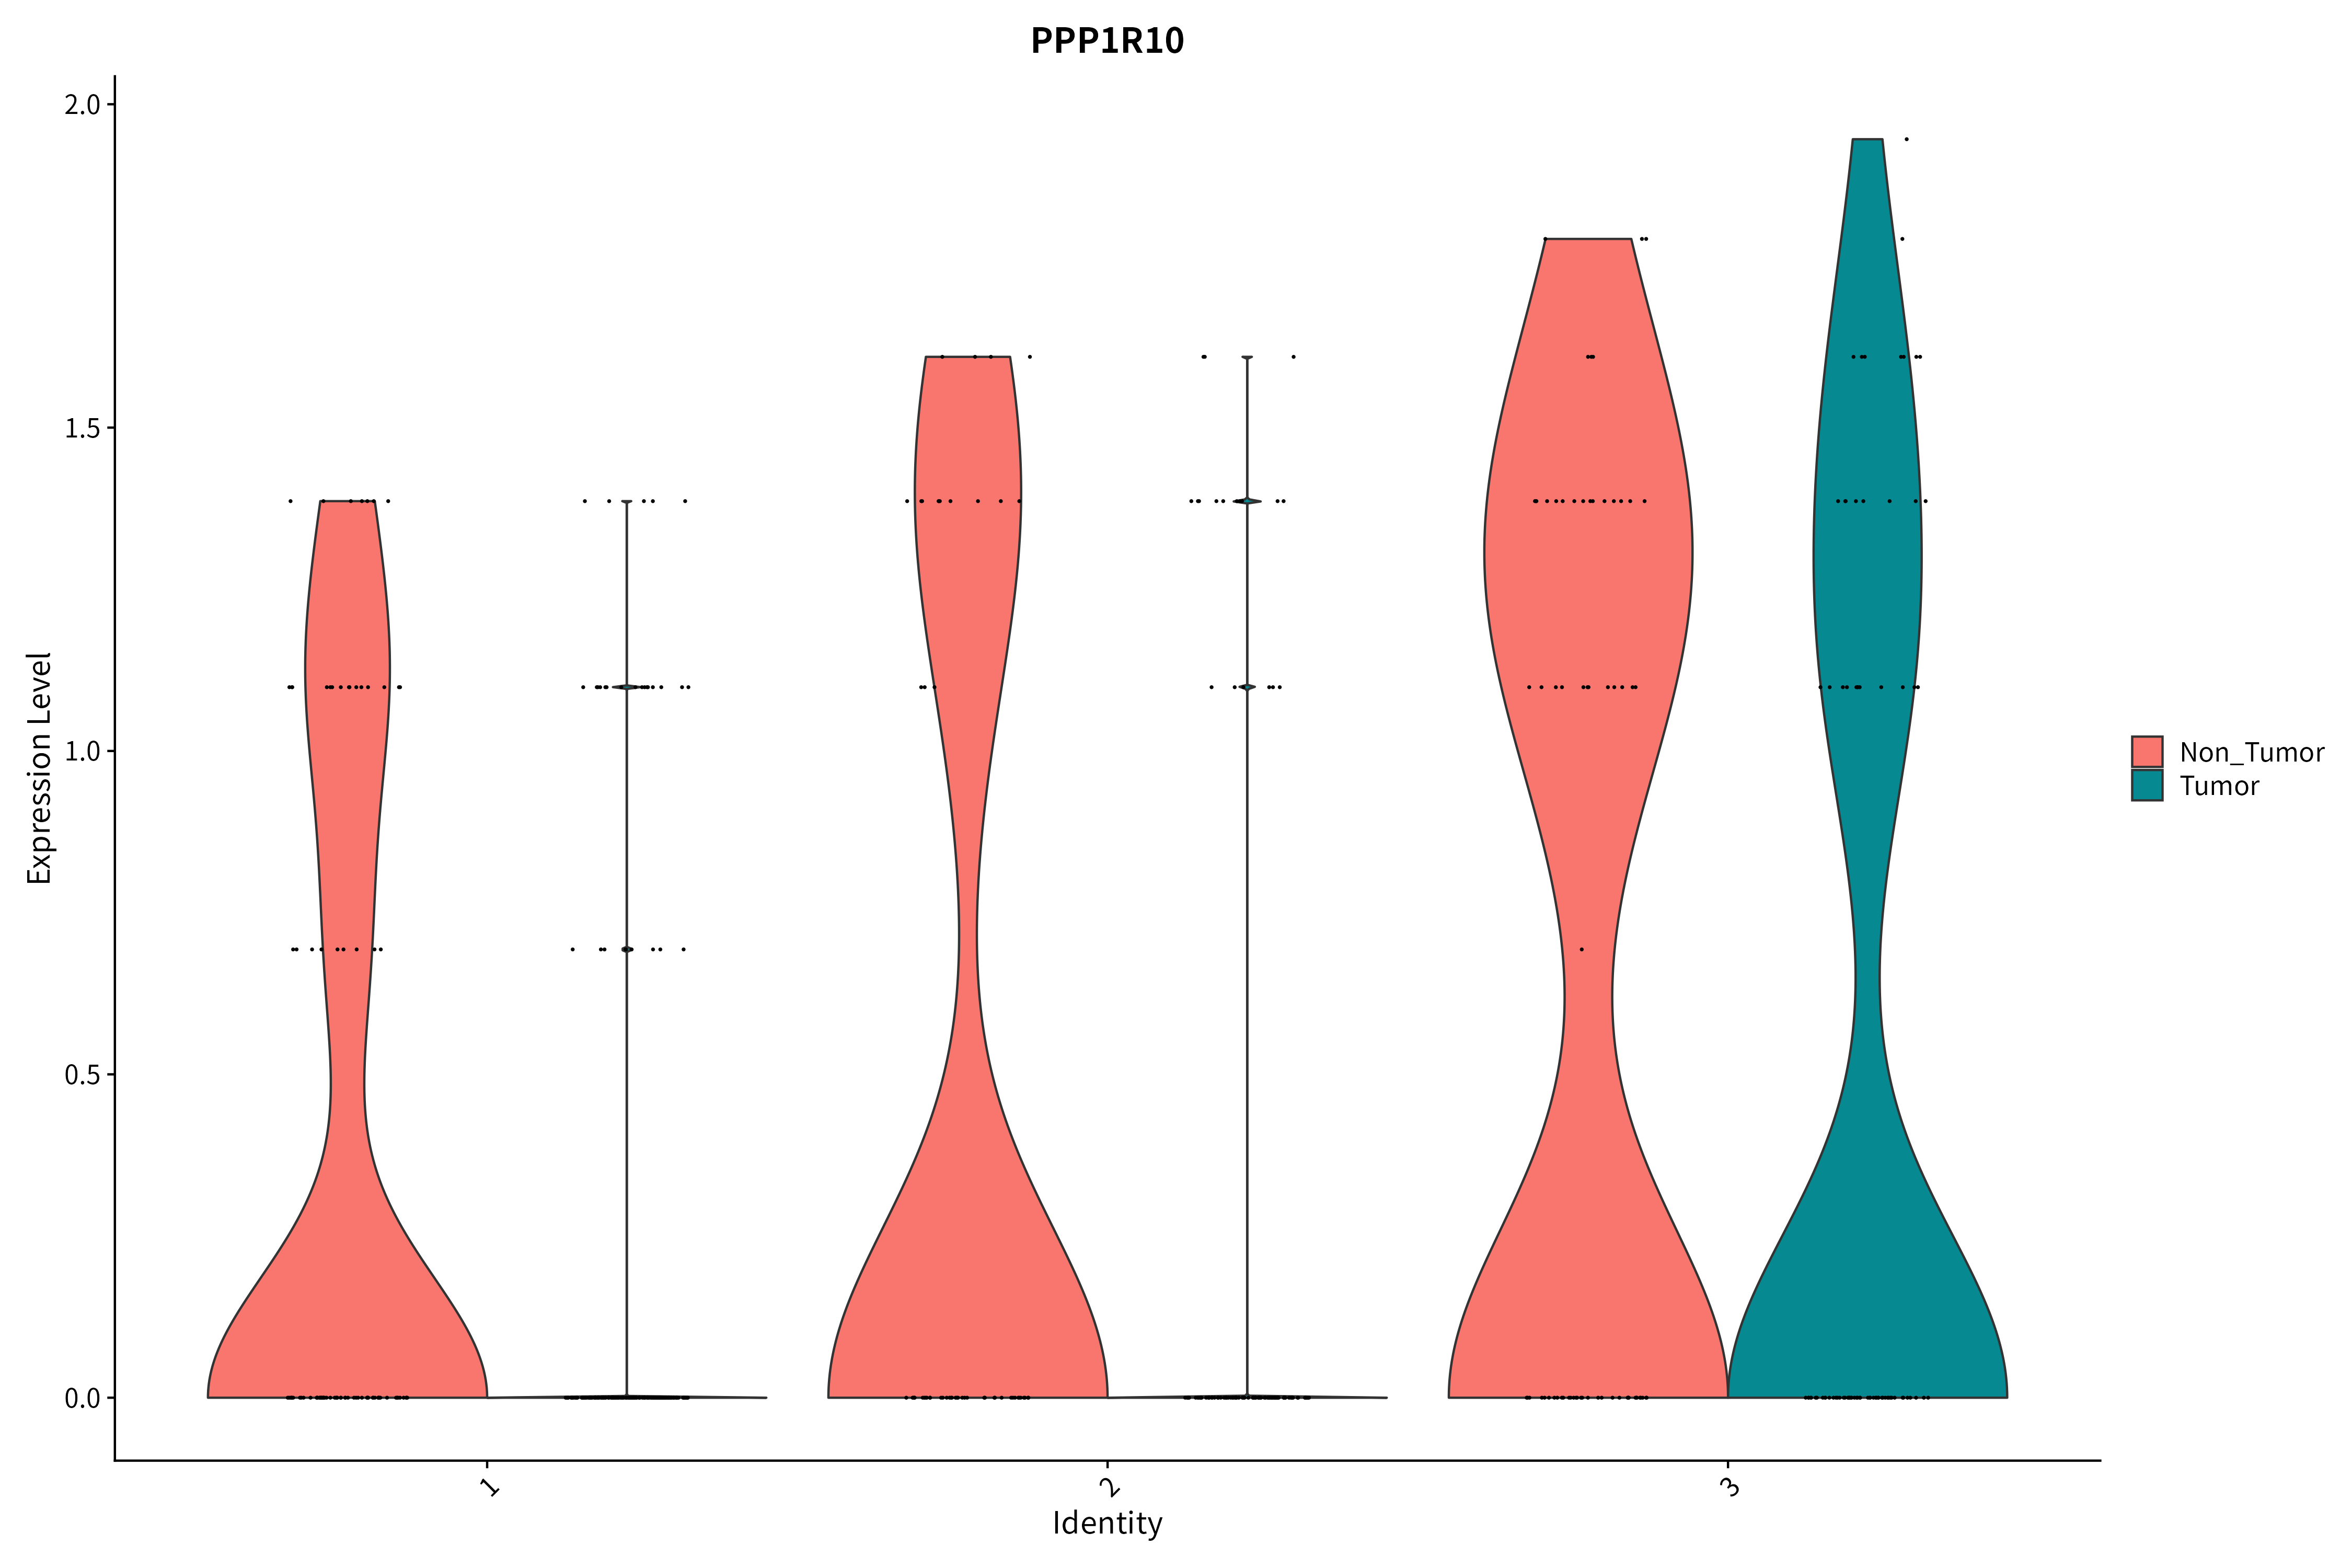 PPP1R10
2.0
1.5
1.0
0.5
0.0
Expression Level
1
2
3
Identity
Non_Tumor
Tumor